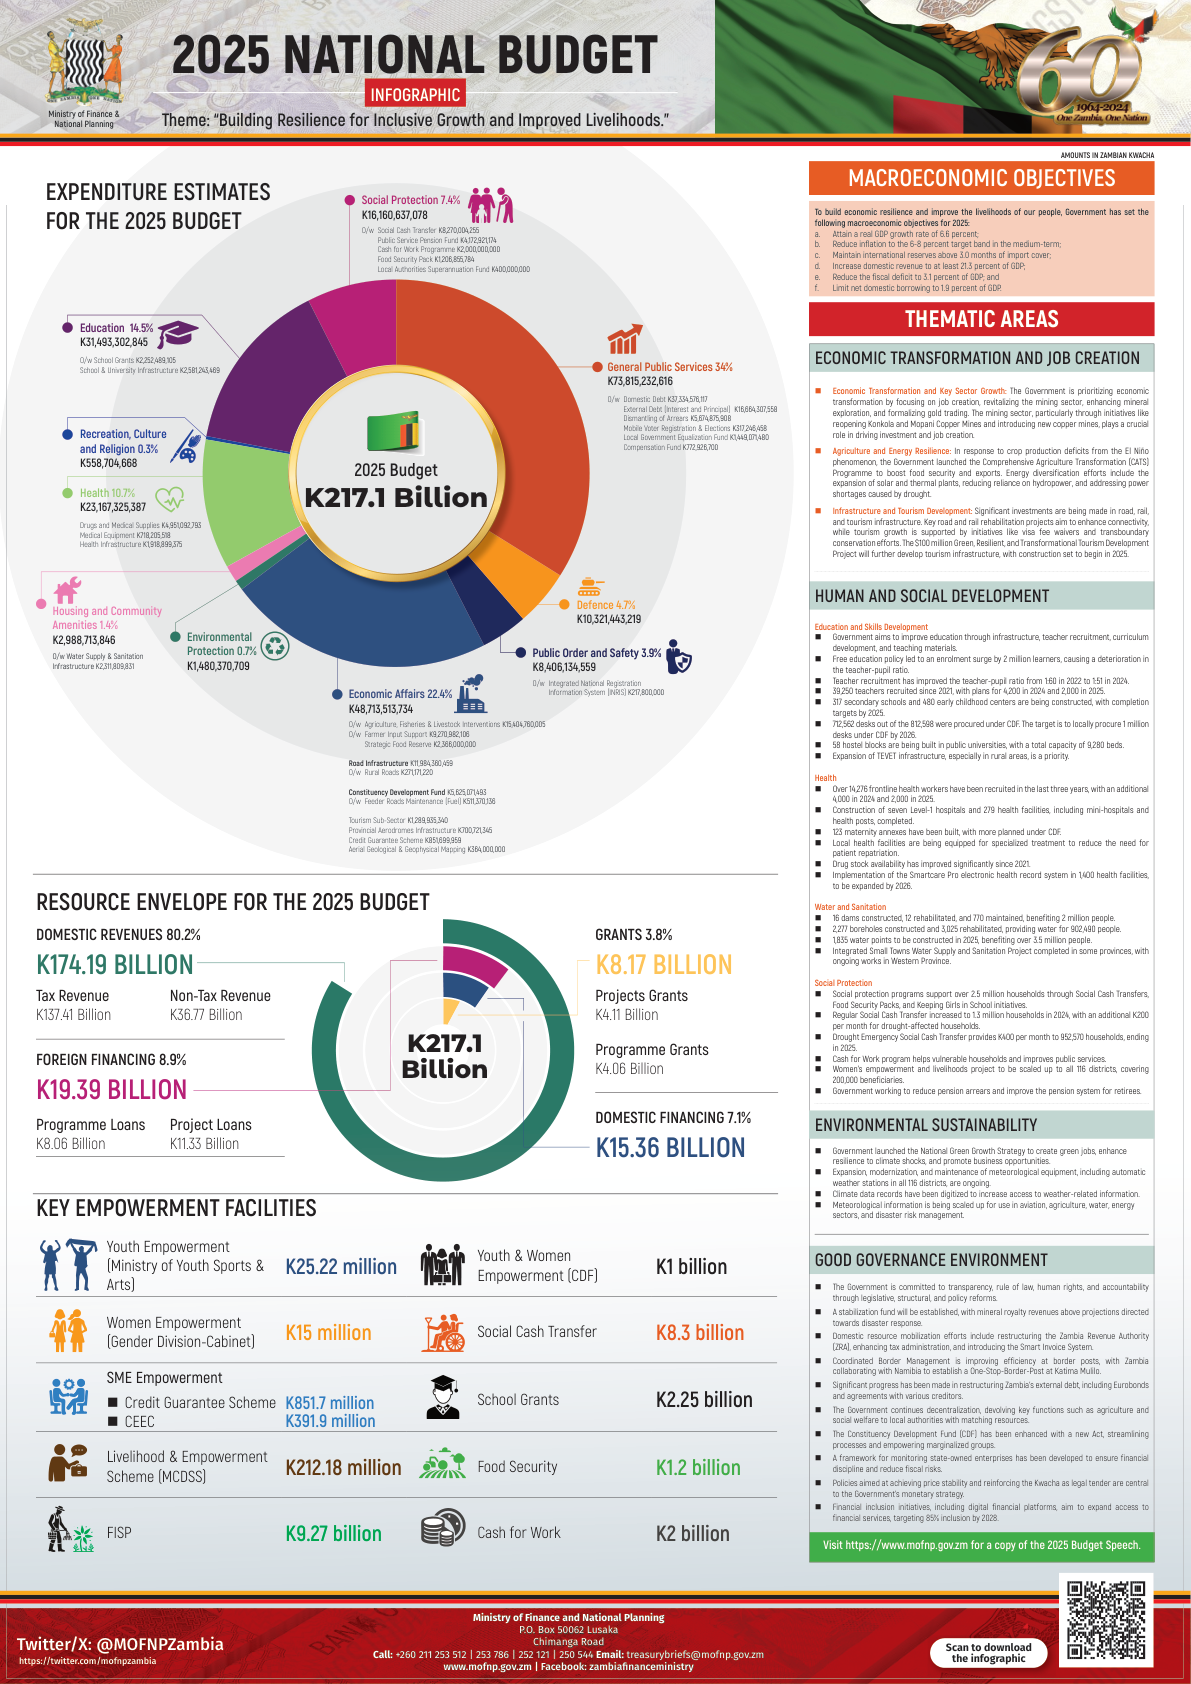 2025 NATIONAL BUDGET
INFOGRAPHIC
Theme: “Building Resilience for Inclusive Growth and Improved Livelihoods.”
Ministry of Finance &
National Planning
60
1964-2024
One Zambia, One Nation
AMOUNTS IN ZAMBIAN KWACHA
EXPENDITURE ESTIMATES
FOR THE 2025 BUDGET
Social Protection 7.4%
K16,160,637,078
O/w Social Cash Transfer K8,270,004,255
Public Service Pension Fund K4,172,921,174
Cash for Work Programme K2,000,000,000
Food Security Pack K1,206,855,784
Local Authorities Superannuation Fund K400,000,000
Education 14.5%
K31,493,302,845
O/w School Grants K2,252,489,105
School & University Infrastructure K2,581,243,469
Recreation, Culture
and Religion 0.3%
K558,704,668
Health 10.7%
K23,167,325,387
Drugs and Medical Supplies K4,951,092,793
Medical Equipment K718,205,518
Health Infrastructure K1,918,899,375
Housing and Community
Amenities 1.4%
K2,988,713,846
O/w Water Supply & Sanitation
Infrastructure K2,311,809,831
Environmental
Protection 0.7%
K1,480,370,709
2025 Budget
K217.1 Billion
General Public Services 34%
K73,815,232,616
O/w Domestic Debt K37,334,576,117
External Debt (Interest and Principal) K16,664,307,558
Dismantling of Arrears K5,674,875,908
Mobile Voter Registration & Elections K317,246,458
Local Government Equalization Fund K1,449,071,480
Compensation Fund K772,926,700
Defence 4.7%
K10,321,443,219
Public Order and Safety 3.9%
K8,406,134,559
O/w Integrated National Registration
Information System (INRIS) K217,800,000
Economic Affairs 22.4%
K48,713,513,734
O/w Agriculture, Fisheries & Livestock Interventions K15,404,760,005
O/w Farmer Input Support K9,270,982,106
Strategic Food Reserve K2,366,000,000
Road Infrastructure K11,984,360,459
O/w Rural Roads K271,171,220
Constituency Development Fund K5,625,071,493
O/w Feeder Roads Maintenance (Fuel) K511,370,136
Tourism Sub-Sector K1,289,935,340
Provincial Aerodromes Infrastructure K700,721,345
Credit Guarantee Scheme K851,699,959
Aerial Geological & Geophysical Mapping K364,000,000
RESOURCE ENVELOPE FOR THE 2025 BUDGET
DOMESTIC REVENUES 80.2%
K174.19 BILLION
Tax Revenue
K137.41 Billion
Non-Tax Revenue
K36.77 Billion
FOREIGN FINANCING 8.9%
K19.39 BILLION
Programme Loans
K8.06 Billion
Project Loans
K11.33 Billion
K217.1
Billion
GRANTS 3.8%
K8.17 BILLION
Projects Grants
K4.11 Billion
Programme Grants
K4.06 Billion
DOMESTIC FINANCING 7.1%
K15.36 BILLION
KEY EMPOWERMENT FACILITIES
Youth Empowerment
(Ministry of Youth Sports &
Arts)
K25.22 million
Youth & Women
Empowerment (CDF)
K1 billion
Women Empowerment
(Gender Division-Cabinet)
K15 million
Social Cash Transfer
K8.3 billion
SME Empowerment
■ Credit Guarantee Scheme K851.7 million
■ CEEC K391.9 million
School Grants
K2.25 billion
Livelihood & Empowerment
Scheme (MCDSS)
K212.18 million
Food Security
K1.2 billion
FISP
K9.27 billion
Cash for Work
K2 billion
MACROECONOMIC OBJECTIVES
To build economic resilience and improve the livelihoods of our people, Government has set the
following macroeconomic objectives for 2025:
a. Attain a real GDP growth rate of 6.6 percent;
b. Reduce inflation to the 6-8 percent target band in the medium-term;
c. Maintain international reserves above 3.0 months of import cover;
d. Increase domestic revenue to at least 21.3 percent of GDP;
e. Reduce the fiscal deficit to 3.1 percent of GDP; and
f. Limit net domestic borrowing to 1.9 percent of GDP.
THEMATIC AREAS
ECONOMIC TRANSFORMATION AND JOB CREATION
■ Economic Transformation and Key Sector Growth: The Government is prioritizing economic
transformation by focusing on job creation, revitalizing the mining sector, enhancing mineral
exploration, and formalizing gold trading. The mining sector, particularly through initiatives like
reopening Konkola and Mopani Copper Mines and introducing new copper mines, plays a crucial
role in driving investment and job creation.
■ Agriculture and Energy Resilience: In response to crop production deficits from the El Niño
phenomenon, the Government launched the Comprehensive Agriculture Transformation (CATS)
Programme to boost food security and exports. Energy diversification efforts include the
expansion of solar and thermal plants, reducing reliance on hydropower, and addressing power
shortages caused by drought.
■ Infrastructure and Tourism Development: Significant investments are being made in road, rail,
and tourism infrastructure. Key road and rail rehabilitation projects aim to enhance connectivity,
while tourism growth is supported by initiatives like visa fee waivers and transboundary
conservation efforts. The $100 million Green, Resilient, and Transformational Tourism Development
Project will further develop tourism infrastructure, with construction set to begin in 2025.
HUMAN AND SOCIAL DEVELOPMENT
Education and Skills Development
■ Government aims to improve education through infrastructure, teacher recruitment, curriculum
development, and teaching materials.
■ Free education policy led to an enrolment surge by 2 million learners, causing a deterioration in
the teacher-pupil ratio.
■ Teacher recruitment has improved the teacher-pupil ratio from 1:60 in 2022 to 1:51 in 2024.
■ 39,250 teachers recruited since 2021, with plans for 4,200 in 2024 and 2,000 in 2025.
■ 317 secondary schools and 480 early childhood centers are being constructed, with completion
targets by 2025.
■ 712,562 desks out of the 812,598 were procured under CDF. The target is to locally procure 1 million
desks under CDF by 2026.
■ 58 hostel blocks are being built in public universities, with a total capacity of 9,280 beds.
■ Expansion of TEVET infrastructure, especially in rural areas, is a priority.
Health
■ Over 14,276 frontline health workers have been recruited in the last three years, with an additional
4,000 in 2024 and 2,000 in 2025.
■ Construction of seven Level-1 hospitals and 279 health facilities, including mini-hospitals and
health posts, completed.
■ 123 maternity annexes have been built, with more planned under CDF.
■ Local health facilities are being equipped for specialized treatment to reduce the need for
patient repatriation.
■ Drug stock availability has improved significantly since 2021.
■ Implementation of the Smartcare Pro electronic health record system in 1,400 health facilities,
to be expanded by 2026.
Water and Sanitation
■ 16 dams constructed, 12 rehabilitated, and 770 maintained, benefiting 2 million people.
■ 2,277 boreholes constructed and 3,025 rehabilitated, providing water for 902,490 people.
■ 1,835 water points to be constructed in 2025, benefiting over 3.5 million people.
■ Integrated Small Towns Water Supply and Sanitation Project completed in some provinces, with
ongoing works in Western Province.
Social Protection
■ Social protection programs support over 2.5 million households through Social Cash Transfers,
Food Security Packs, and Keeping Girls in School initiatives.
■ Regular Social Cash Transfer increased to 1.3 million households in 2024, with an additional K200
per month for drought-affected households.
■ Drought Emergency Social Cash Transfer provides K400 per month to 952,570 households, ending
in 2025.
■ Cash for Work program helps vulnerable households and improves public services.
■ Women's empowerment and livelihoods project to be scaled up to all 116 districts, covering
200,000 beneficiaries.
■ Government working to reduce pension arrears and improve the pension system for retirees.
ENVIRONMENTAL SUSTAINABILITY
■ Government launched the National Green Growth Strategy to create green jobs, enhance
resilience to climate shocks, and promote business opportunities.
■ Expansion, modernization, and maintenance of meteorological equipment, including automatic
weather stations in all 116 districts, are ongoing.
■ Climate data records have been digitized to increase access to weather-related information.
■ Meteorological information is being scaled up for use in aviation, agriculture, water, energy
sectors, and disaster risk management.
GOOD GOVERNANCE ENVIRONMENT
■ The Government is committed to transparency, rule of law, human rights, and accountability
through legislative, structural, and policy reforms.
■ A stabilization fund will be established, with mineral royalty revenues above projections directed
towards disaster response.
■ Domestic resource mobilization efforts include restructuring the Zambia Revenue Authority
(ZRA), enhancing tax administration, and introducing the Smart Invoice System.
■ Coordinated Border Management is improving efficiency at border posts, with Zambia
collaborating with Namibia to establish a One-Stop-Border-Post at Katima Mulilo.
■ Significant progress has been made in restructuring Zambia's external debt, including Eurobonds
and agreements with various creditors.
■ The Government continues decentralization, devolving key functions such as agriculture and
social welfare to local authorities with matching resources.
■ The Constituency Development Fund (CDF) has been enhanced with a new Act, streamlining
processes and empowering marginalized groups.
■ A framework for monitoring state-owned enterprises has been developed to ensure financial
discipline and reduce fiscal risks.
■ Policies aimed at achieving price stability and reinforcing the Kwacha as legal tender are central
to the Government's monetary strategy.
■ Financial inclusion initiatives, including digital financial platforms, aim to expand access to
financial services, targeting 85% inclusion by 2028.
Visit https://www.mofnp.gov.zm for a copy of the 2025 Budget Speech.
Twitter/X: @MOFNPZambia
https://twitter.com/mofnpzambia
Ministry of Finance and National Planning
P.O. Box 50062 Lusaka
Chimanga Road
Call: +260 211 253 512 | 253 786 | 252 121 | 250 544 Email: treasurybriefs@mofnp.gov.zm
www.mofnp.gov.zm | Facebook: zambiafinanceministry
Scan to download
the infographic